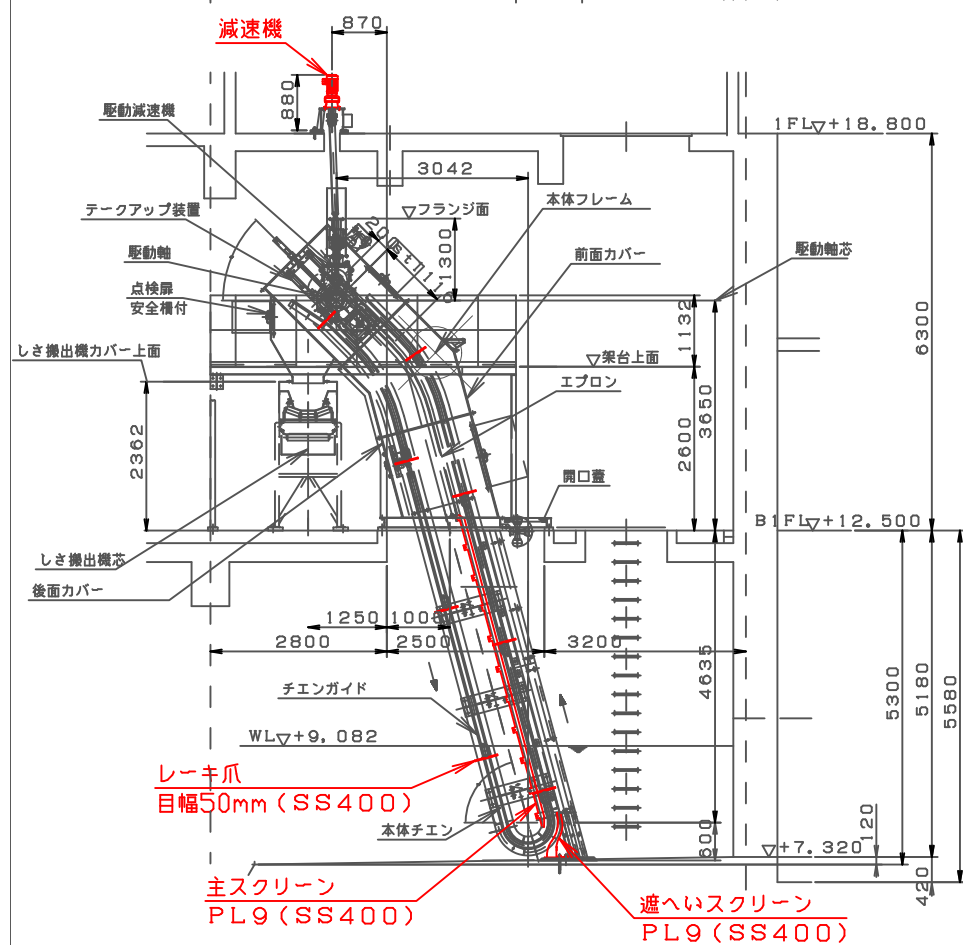 870
減速機
880
駆動減速機
1FL▽+18.800
3042
▽フランジ面
本体フレーム
テークアップ装置
1300
駆動軸
前面カバー
駆動軸芯
点検扉
安全柵付
しさ搬出機カバー上面
1132
6300
▽架台上面
エプロン
3650
2362
2600
開口蓋
B1FL▽+12.500
しさ搬出機芯
後面カバー
1250
2800
2500
3200
4635
5300
5180
5580
チエンガイド
WL▽+9.082
レーキ爪
目幅50mm(SS400)
本体チエン
600
▽+7.320
120
420
主スクリーン
PL9(SS400)
遮へいスクリーン
PL9(SS400)